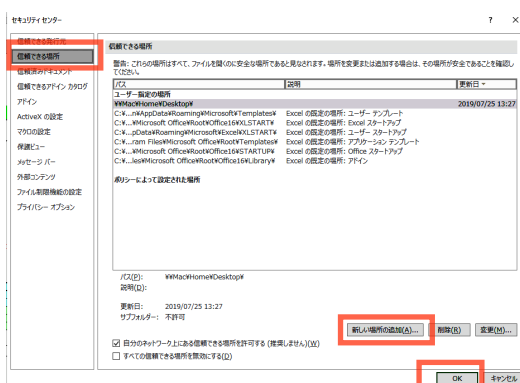 セキュリティ センター
? ×
信頼できる発行元
信頼できる場所
信頼済みドキュメント
信頼できるアドイン カタログ
アドイン
ActiveX の設定
マクロの設定
保護ビュー
メッセージ バー
外部コンテンツ
ファイル制限機能の設定
プライバシー オプション
信頼できる場所
警告: これらの場所はすべて、ファイルを開くのに安全な場所であると見なされます。場所を変更または追加する場合は、その場所が安全であることを確認し
てください。
パス 説明 更新日
ユーザー指定の場所
¥¥Mac¥Home¥Desktop¥ 2019/07/25 13:27
C:¥...n¥AppData¥Roaming¥Microsoft¥Templates¥ Excel の既定の場所: ユーザー テンプレート
C:¥...¥Microsoft Office¥Root¥Office16¥XLSTART¥ Excel の既定の場所: Excel スタートアップ
C:¥...pData¥Roaming¥Microsoft¥Excel¥XLSTART¥ Excel の既定の場所: ユーザー スタートアップ
C:¥...ram Files¥Microsoft Office¥Root¥Templates¥ Excel の既定の場所: アプリケーション テンプレート
C:¥...¥Microsoft Office¥Root¥Office16¥STARTUP¥ Excel の既定の場所: Office スタートアップ
C:¥...les¥Microsoft Office¥Root¥Office16¥Library¥ Excel の既定の場所: アドイン
ポリシーによって設定された場所
パス(P): ¥¥Mac¥Home¥Desktop¥
説明(D):
更新日: 2019/07/25 13:27
サブフォルダー: 不許可
新しい場所の追加(A)... 削除(R) 変更(M)...
自分のネットワーク上にある信頼できる場所を許可する (推奨しません)(W)
すべての信頼できる場所を無効にする(D)
OK キャンセル